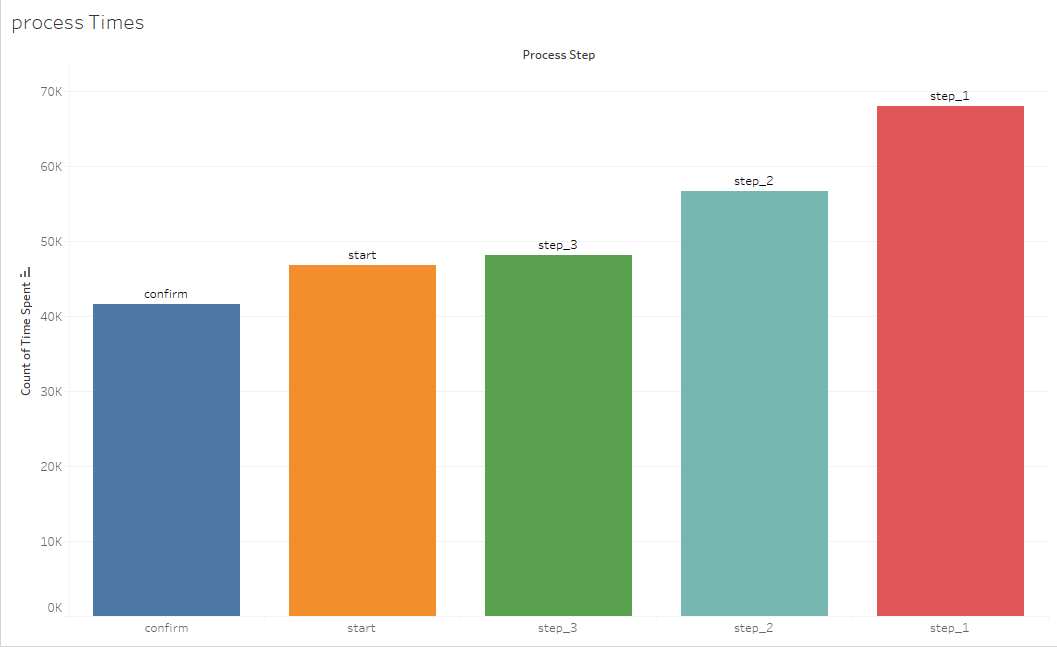 process Times
Process Step
70K
60K
50K
40K
30K
20K
10K
0K
Count of Time Spent
confirm
start
step_3
step_2
step_1
confirm
start
step_3
step_2
step_1